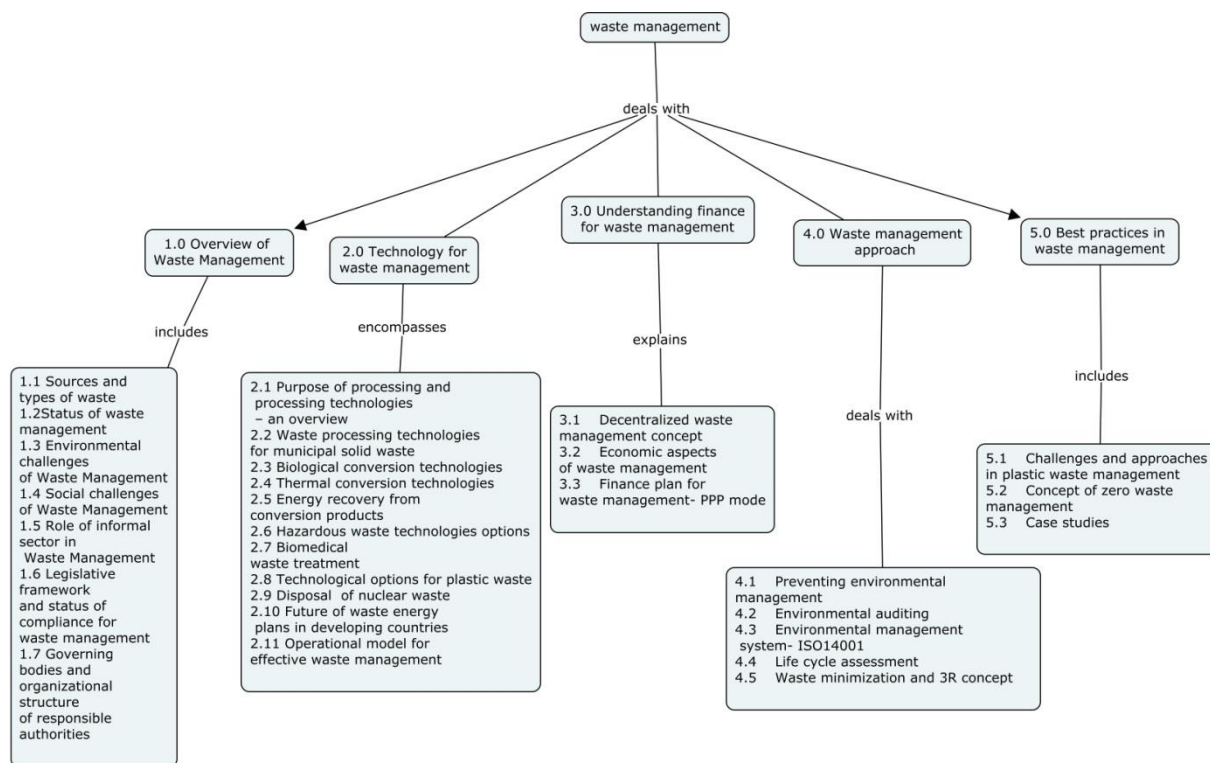 waste management
deals with
1.0 Overview of
Waste Management
2.0 Technology for
waste management
3.0 Understanding finance
for waste management
4.0 Waste management
approach
5.0 Best practices in
waste management
includes
encompasses
explains
deals with
includes
1.1 Sources and
types of waste
1.2Status of waste
management
1.3 Environmental
challenges
of Waste Management
1.4 Social challenges
of Waste Management
1.5 Role of informal
sector in
Waste Management
1.6 Legislative
framework
and status of
compliance for
waste management
1.7 Governing
bodies and
organizational
structure
of responsible
authorities
2.1 Purpose of processing and
processing technologies
– an overview
2.2 Waste processing technologies
for municipal solid waste
2.3 Biological conversion technologies
2.4 Thermal conversion technologies
2.5 Energy recovery from
conversion products
2.6 Hazardous waste technologies options
2.7 Biomedical
waste treatment
2.8 Technological options for plastic waste
2.9 Disposal of nuclear waste
2.10 Future of waste energy
plans in developing countries
2.11 Operational model for
effective waste management
3.1 Decentralized waste
management concept
3.2 Economic aspects
of waste management
3.3 Finance plan for
waste management- PPP mode
4.1 Preventing environmental
management
4.2 Environmental auditing
4.3 Environmental management
system- ISO14001
4.4 Life cycle assessment
4.5 Waste minimization and 3R concept
5.1 Challenges and approaches
in plastic waste management
5.2 Concept of zero waste
management
5.3 Case studies